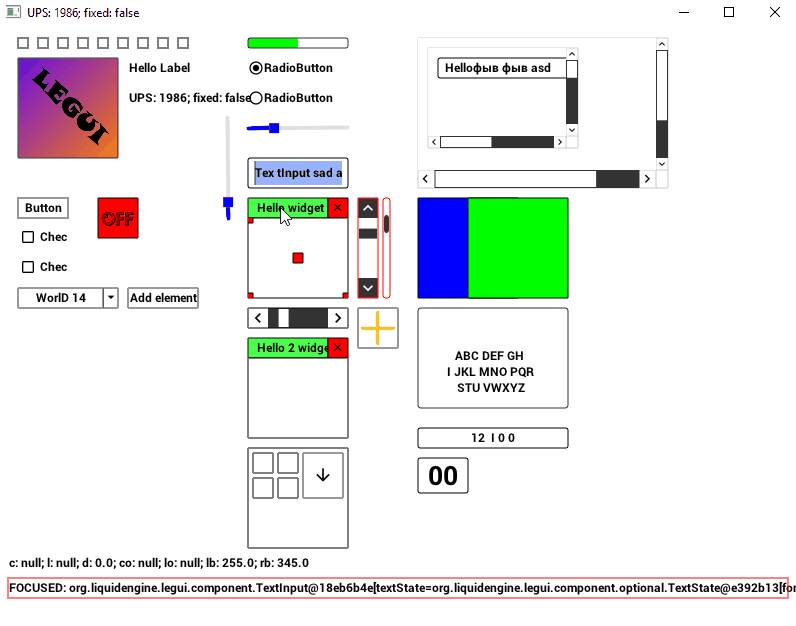 UPS: 1986; fixed: false
LEGUI
Hello Label
UPS: 1986; fixed: false
RadioButton
RadioButton
Helloфыв фыв asd
Tex tInput sad a
Button
OFF
Chec
Chec
WorlD 14
Add element
Hello widget
Hello 2 widge
ABC DEF GH
I JKL MNO PQR
STU VWXYZ
12 I 0 0
00
c: null; l: null; d: 0.0; co: null; lo: null; lb: 255.0; rb: 345.0
FOCUSED: org.liquidengine.legui.component.TextInput@18eb6b4e[textState=org.liquidengine.legui.component.optional.TextState@e392b13[for